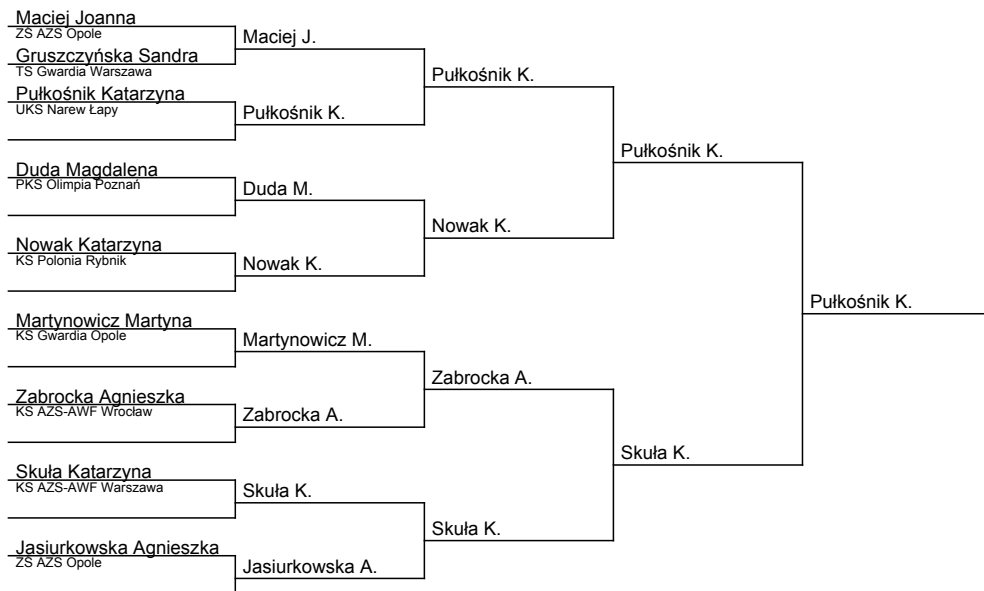 Maciej Joanna
ZS AZS Opole
Maciej J.
Gruszczyńska Sandra
TS Gwardia Warszawa
Pułkośnik K.
Pułkośnik Katarzyna
UKS Narew Łapy
Pułkośnik K.
Pułkośnik K.
Duda Magdalena
PKS Olimpia Poznań
Duda M.
Nowak K.
Nowak Katarzyna
KS Polonia Rybnik
Nowak K.
Pułkośnik K.
Martynowicz Martyna
KS Gwardia Opole
Martynowicz M.
Zabrocka A.
Zabrocka Agnieszka
KS AZS-AWF Wrocław
Zabrocka A.
Skuła K.
Skuła Katarzyna
KS AZS-AWF Warszawa
Skuła K.
Skuła K.
Jasiurkowska Agnieszka
ZS AZS Opole
Jasiurkowska A.